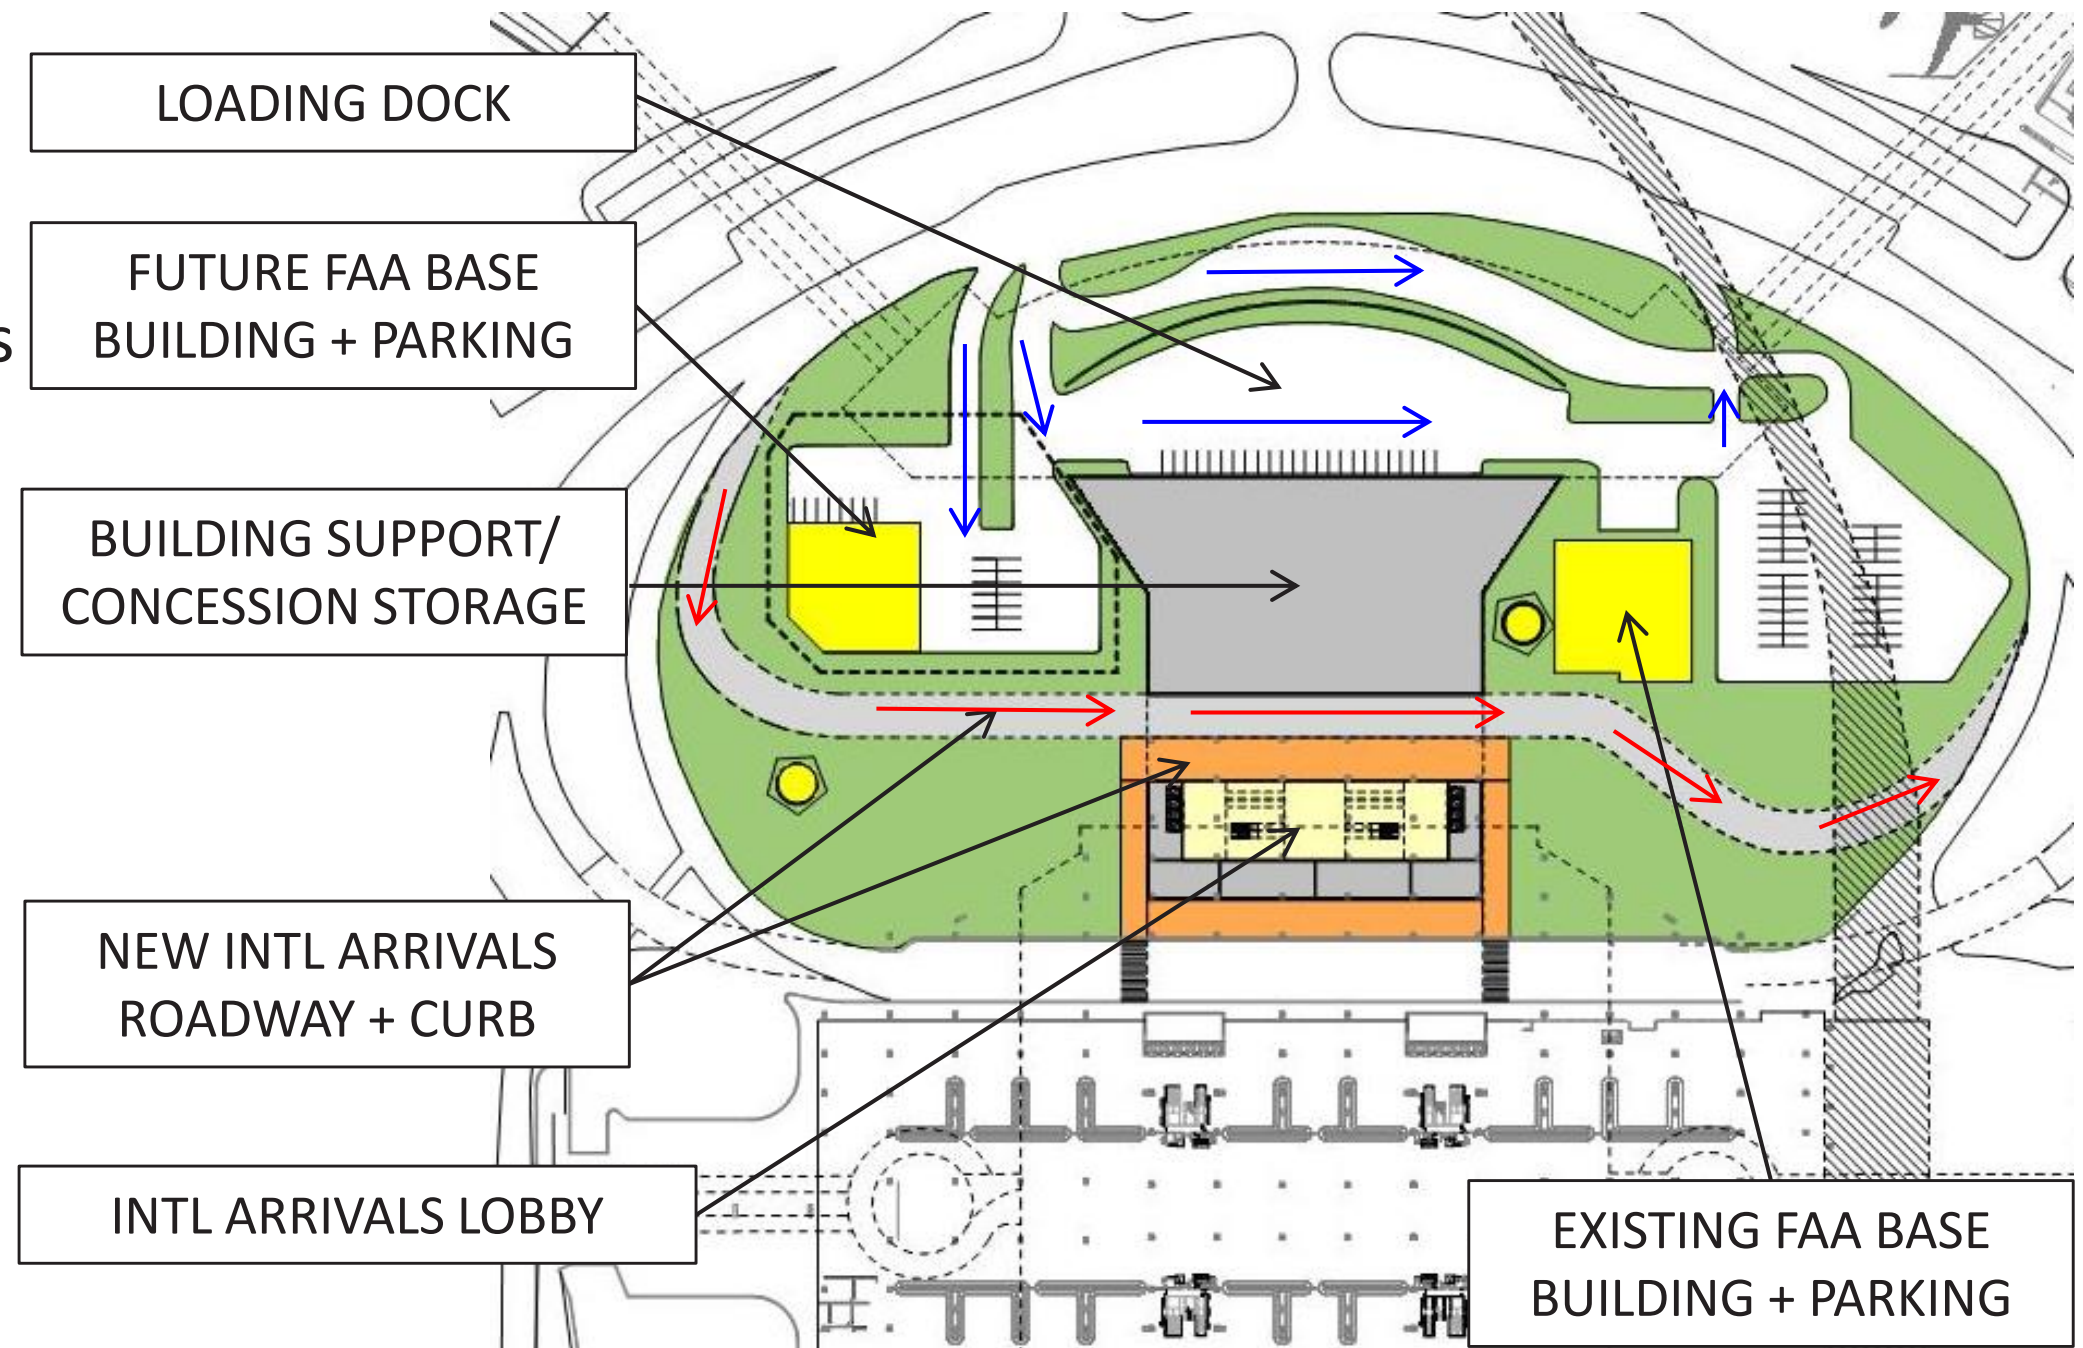 LOADING DOCK
FUTURE FAA BASE
BUILDING + PARKING
S
BUILDING SUPPORT/
CONCESSION STORAGE
NEW INTL ARRIVALS
ROADWAY + CURB
INTL ARRIVALS LOBBY
EXISTING FAA BASE
BUILDING + PARKING